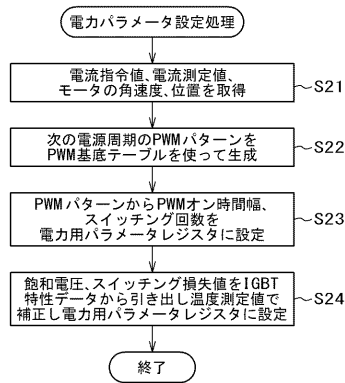 電力パラメータ設定処理
電流指令値、電流測定値、
モータの角速度、位置を取得
S21
次の電源周期のPWMパターンを
PWM基底テーブルを使って生成
S22
PWMパターンからPWMオン時間幅、
スイッチング回数を
電力用パラメータレジスタに設定
S23
飽和電圧、スイッチング損失値をIGBT
特性データから引き出し温度測定値で
補正し電力用パラメータレジスタに設定
S24
終了